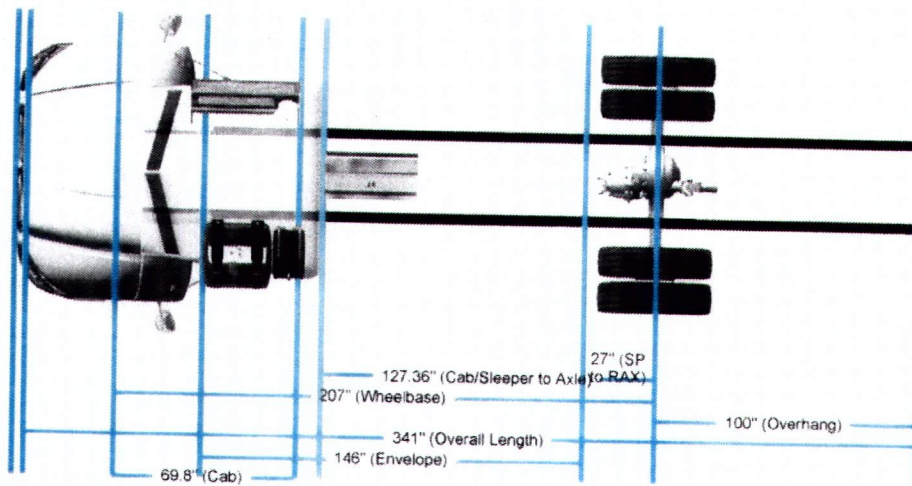 27" (SP
to RAX)
127.36" (Cab/Sleeper to Axle)
207" (Wheelbase)
100" (Overhang)
341" (Overall Length)
146" (Envelope)
69.8" (Cab)